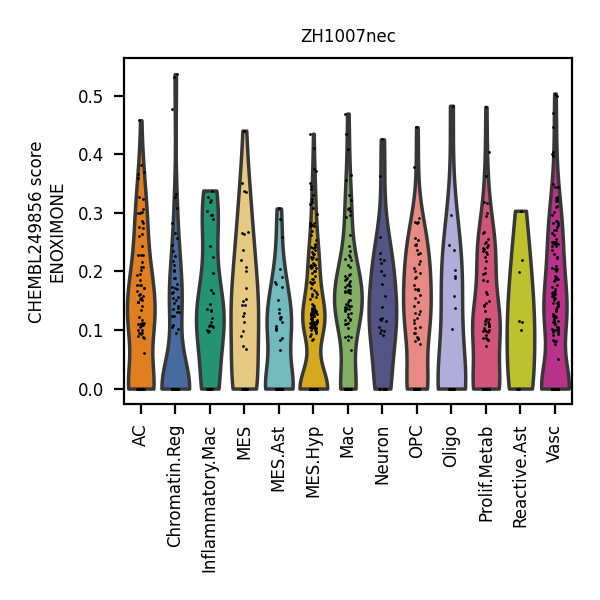 ZH1007nec
CHEMBL249856 score
ENOXIMONE
0.5
0.4
0.3
0.2
0.1
0.0
AC
Chromatin.Reg
Inflammatory.Mac
MES
MES.Ast
MES.Hyp
Mac
Neuron
OPC
Oligo
Prolif.Metab
Reactive.Ast
Vasc